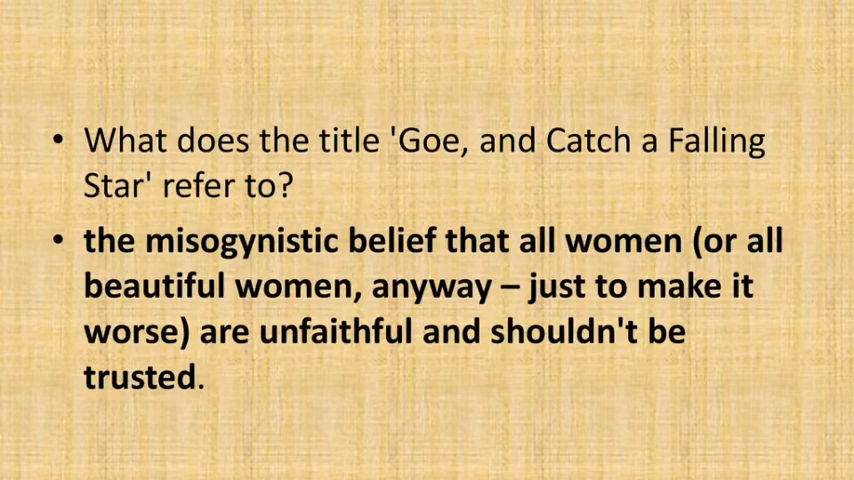 • What does the title 'Goe, and Catch a Falling
Star' refer to?
• the misogynistic belief that all women (or all
beautiful women, anyway – just to make it
worse) are unfaithful and shouldn't be
trusted.